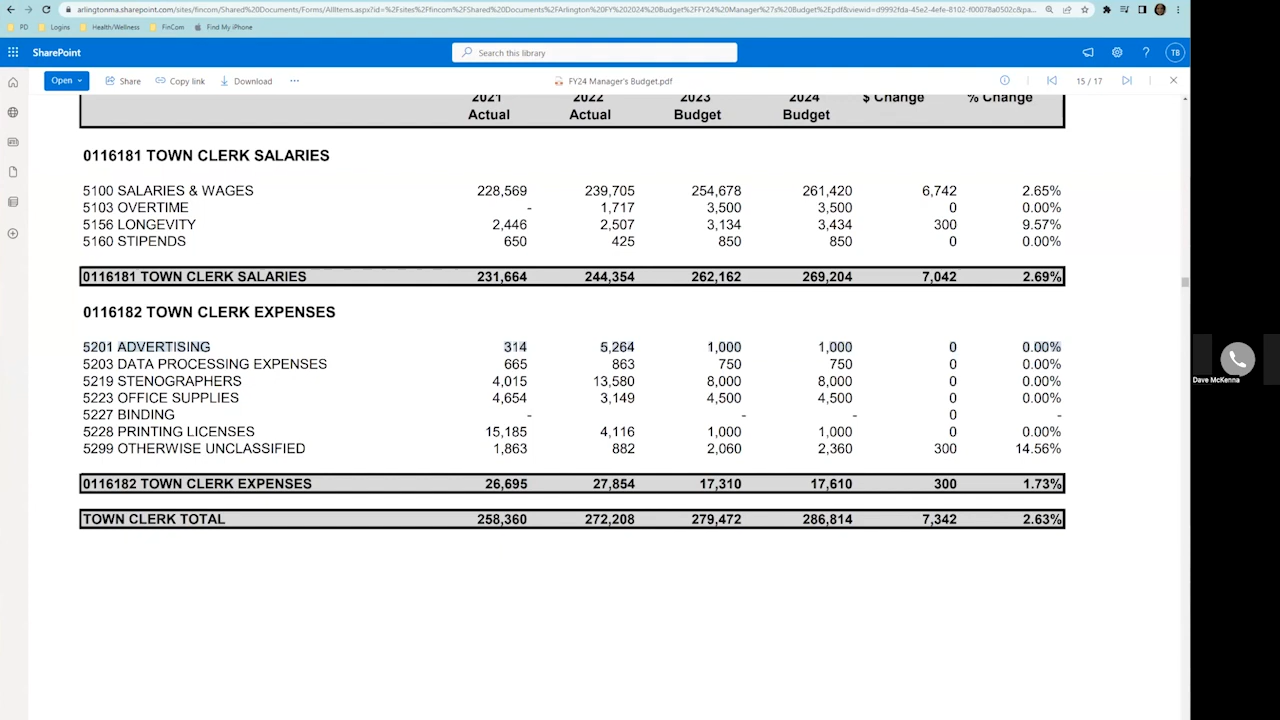 arlingtonma.sharepoint.com/sites/fincom/Shared%20Documents/Forms/AllItems.aspx?id=%2Fsites%2Ffincom%2FShared%20Documents%2FArlington%20FY%202024%20Budget%2FFY24%20Manager%27s%20Budget%2Epdf&viewid=d9992fda-45e2-4efe-8102-f00078a0502c&pa...
PD Logins Health/Wellness FinCom Find My iPhone
SharePoint Search this library ? TB
Open Share Copy link Download ... FY24 Manager's Budget.pdf 15 / 17
2021 2022 2023 2024 $ Change % Change
Actual Actual Budget Budget
0116181 TOWN CLERK SALARIES
5100 SALARIES & WAGES 228,569 239,705 254,678 261,420 6,742 2.65%
5103 OVERTIME - 1,717 3,500 3,500 0 0.00%
5156 LONGEVITY 2,446 2,507 3,134 3,434 300 9.57%
5160 STIPENDS 650 425 850 850 0 0.00%
0116181 TOWN CLERK SALARIES 231,664 244,354 262,162 269,204 7,042 2.69%
0116182 TOWN CLERK EXPENSES
5201 ADVERTISING 314 5,264 1,000 1,000 0 0.00%
5203 DATA PROCESSING EXPENSES 665 863 750 750 0 0.00%
5219 STENOGRAPHERS 4,015 13,580 8,000 8,000 0 0.00%
Dave McKenna
5223 OFFICE SUPPLIES 4,654 3,149 4,500 4,500 0 0.00%
5227 BINDING - - - 0 -
5228 PRINTING LICENSES 15,185 4,116 1,000 1,000 0 0.00%
5299 OTHERWISE UNCLASSIFIED 1,863 882 2,060 2,360 300 14.56%
0116182 TOWN CLERK EXPENSES 26,695 27,854 17,310 17,610 300 1.73%
TOWN CLERK TOTAL 258,360 272,208 279,472 286,814 7,342 2.63%